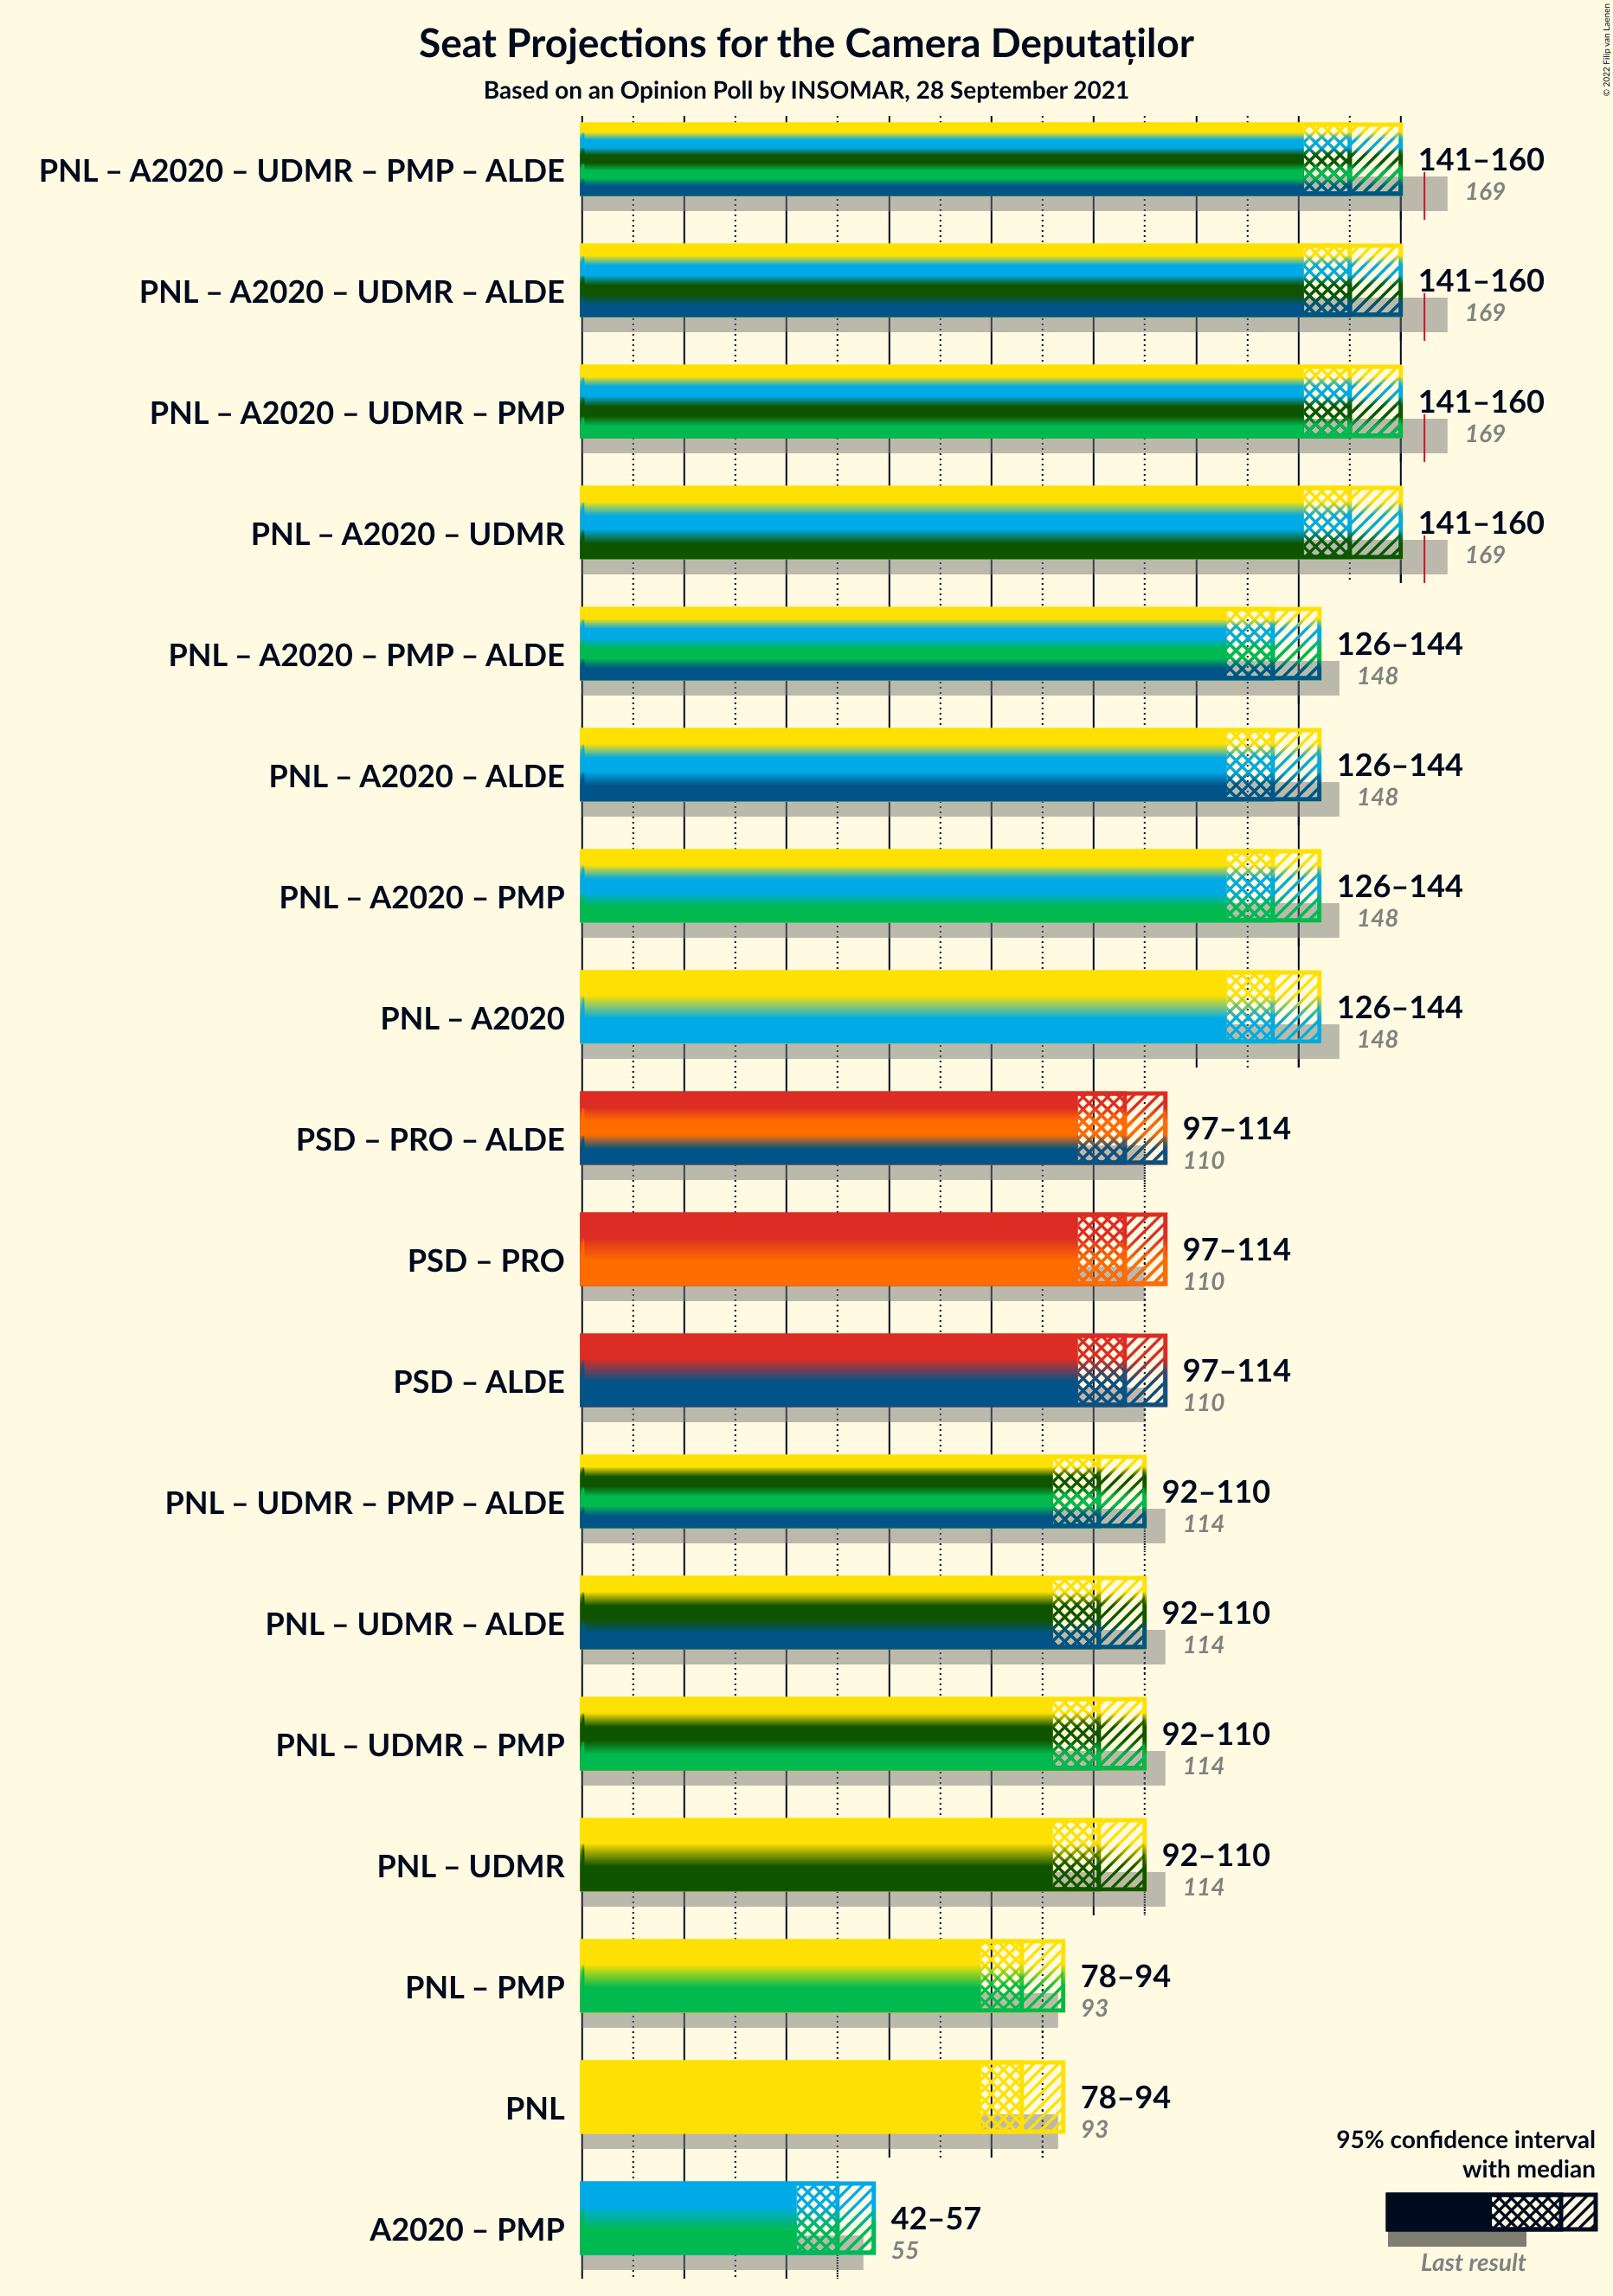 Seat Projections for the Camera Deputaților
Based on an Opinion Poll by INSOMAR, 28 September 2021
© 2022 Filip van Laenen
PNL – A2020 – UDMR – PMP – ALDE
141–160
169
PNL – A2020 – UDMR – ALDE
141–160
169
PNL – A2020 – UDMR – PMP
141–160
169
PNL – A2020 – UDMR
141–160
169
PNL – A2020 – PMP – ALDE
126–144
148
PNL – A2020 – ALDE
126–144
148
PNL – A2020 – PMP
126–144
148
PNL – A2020
126–144
148
PSD – PRO – ALDE
97–114
110
PSD – PRO
97–114
110
PSD – ALDE
97–114
110
PNL – UDMR – PMP – ALDE
92–110
114
PNL – UDMR – ALDE
92–110
114
PNL – UDMR – PMP
92–110
114
PNL – UDMR
92–110
114
PNL – PMP
78–94
93
PNL
78–94
93
A2020 – PMP
42–57
55
95% confidence interval
with median
Last result